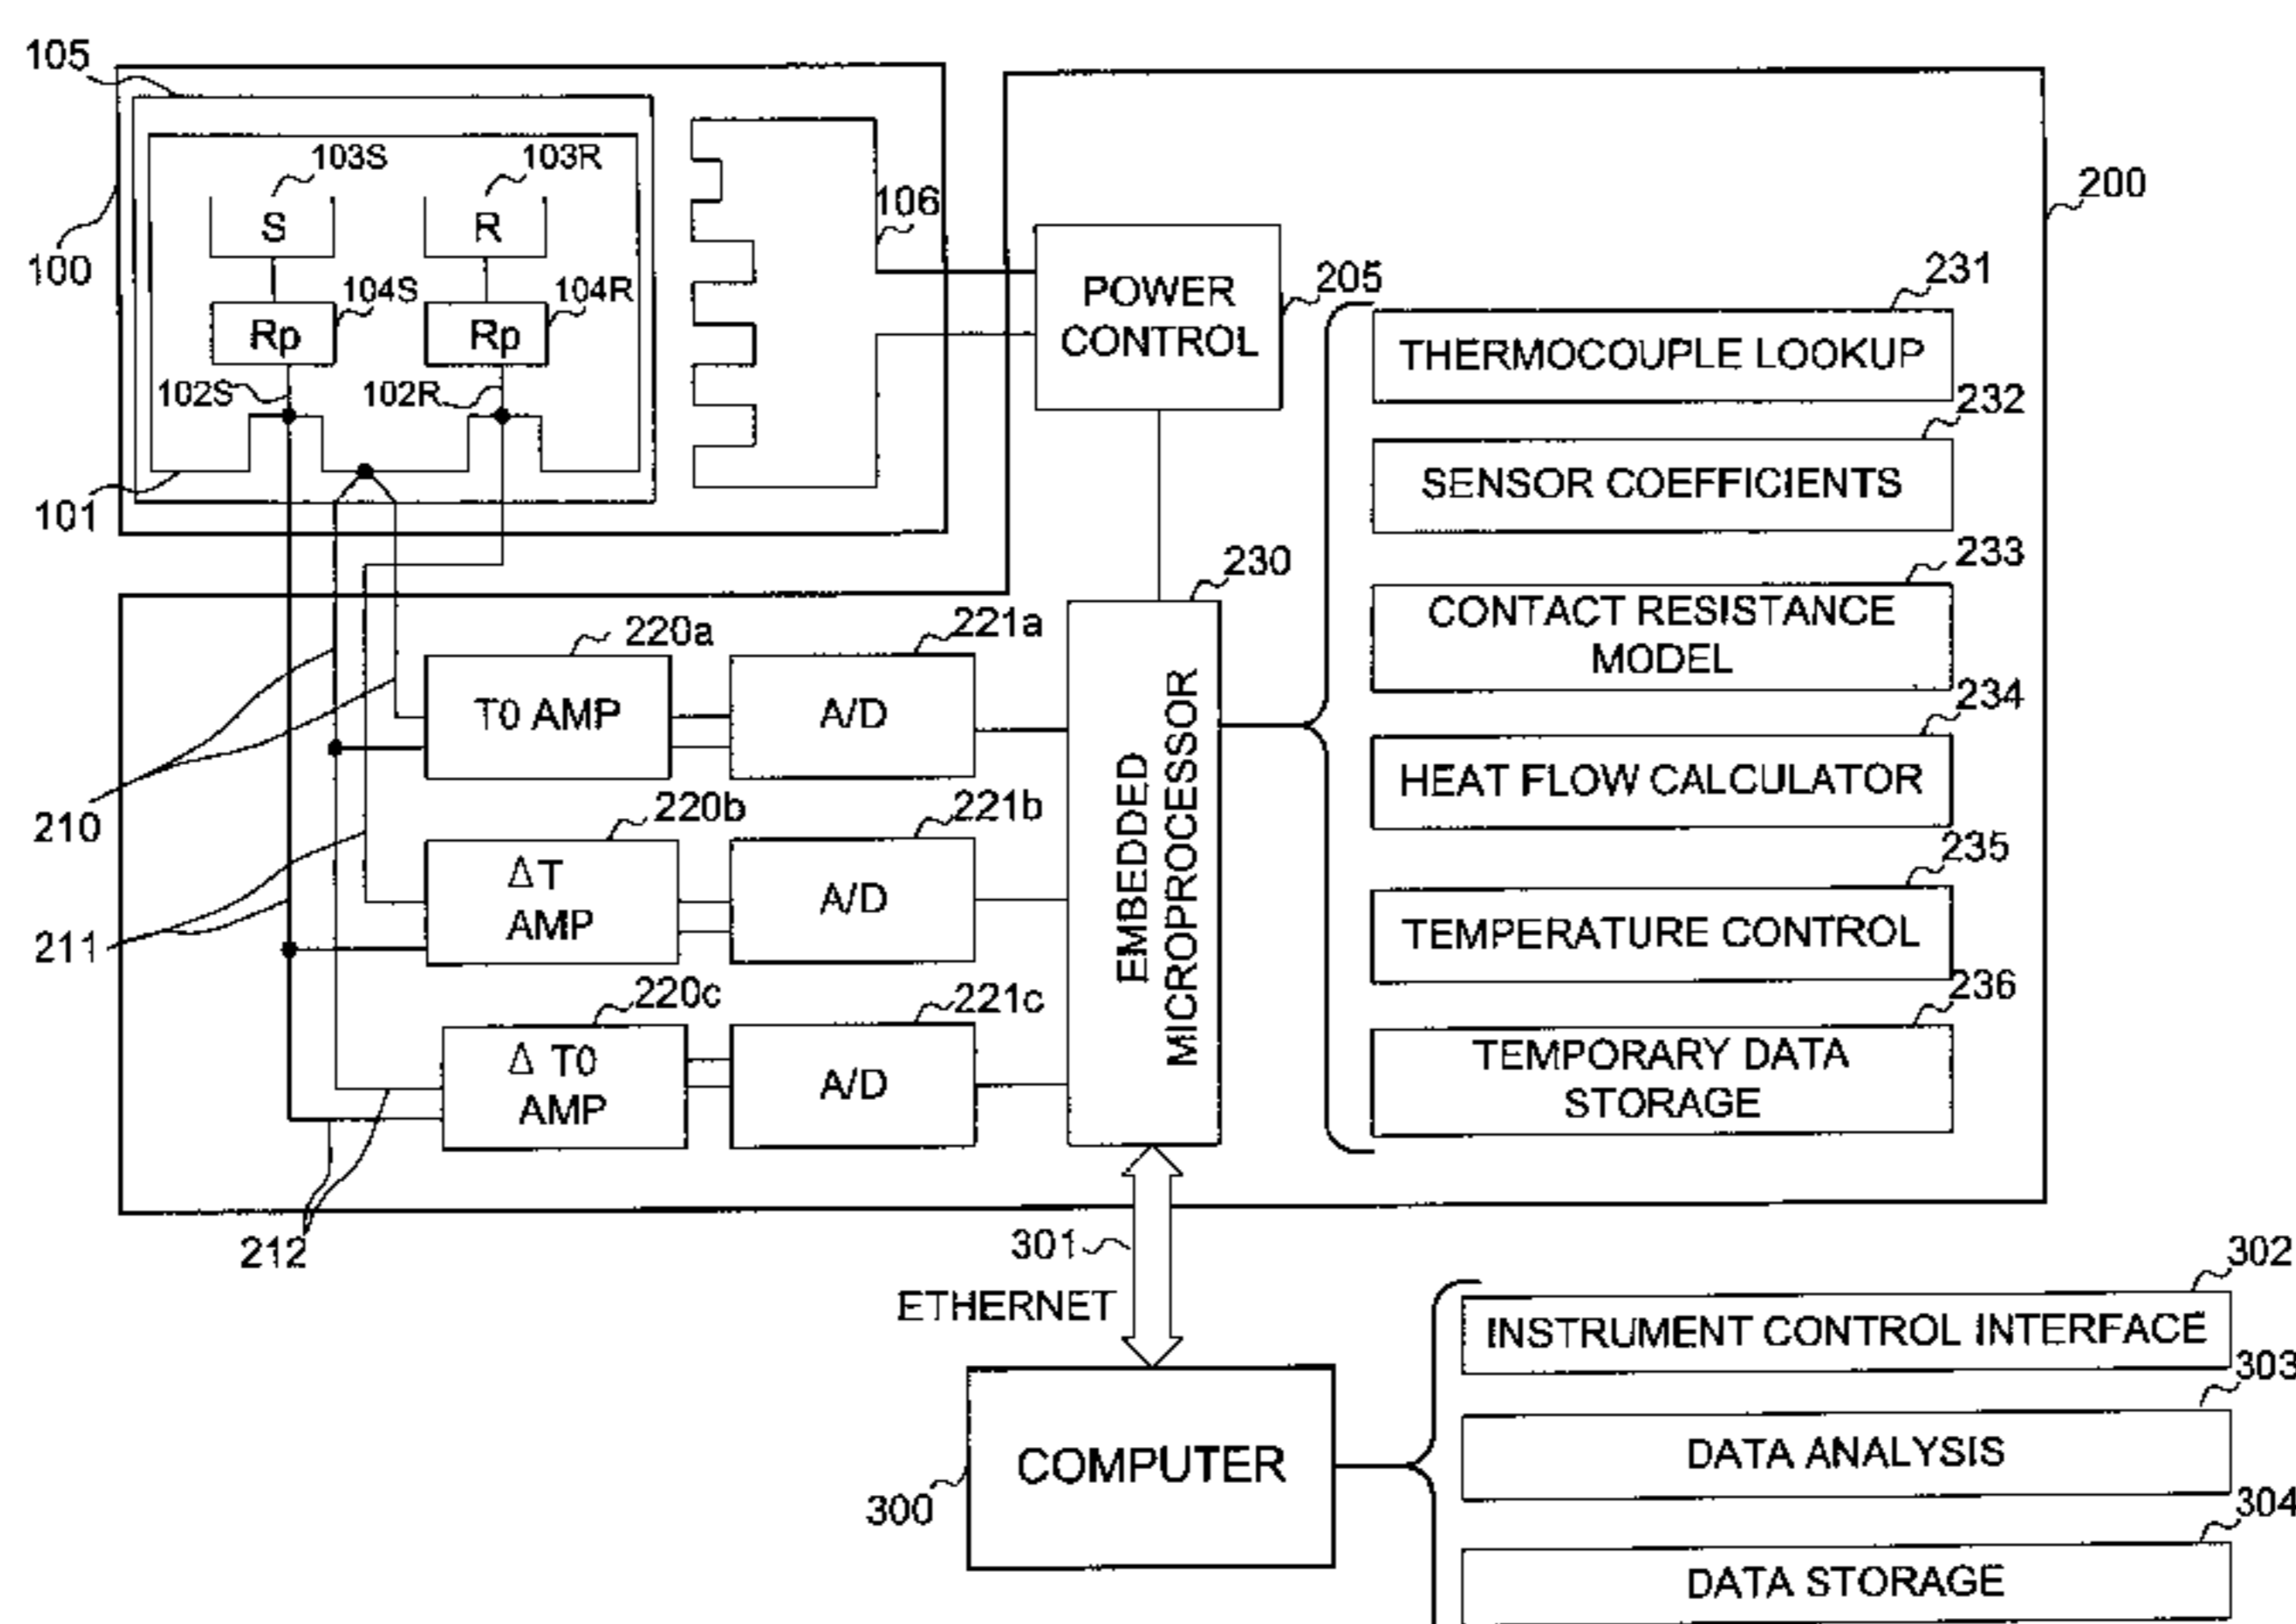 105
103S
103R
S
R
106
200
100
104S
104R
Rp
Rp
POWER
CONTROL
205
231
THERMOCOUPLE LOOKUP
102S
102R
232
SENSOR COEFFICIENTS
101
233
CONTACT RESISTANCE
MODEL
230
220a
221a
T0 AMP
A/D
234
HEAT FLOW CALCULATOR
210
220b
221b
Δ T
AMP
A/D
EMBEDDED
MICROPROCESSOR
235
TEMPERATURE CONTROL
211
220c
221c
Δ T0
AMP
A/D
236
TEMPORARY DATA
STORAGE
212
301
ETHERNET
302
INSTRUMENT CONTROL INTERFACE
303
DATA ANALYSIS
COMPUTER
300
304
DATA STORAGE